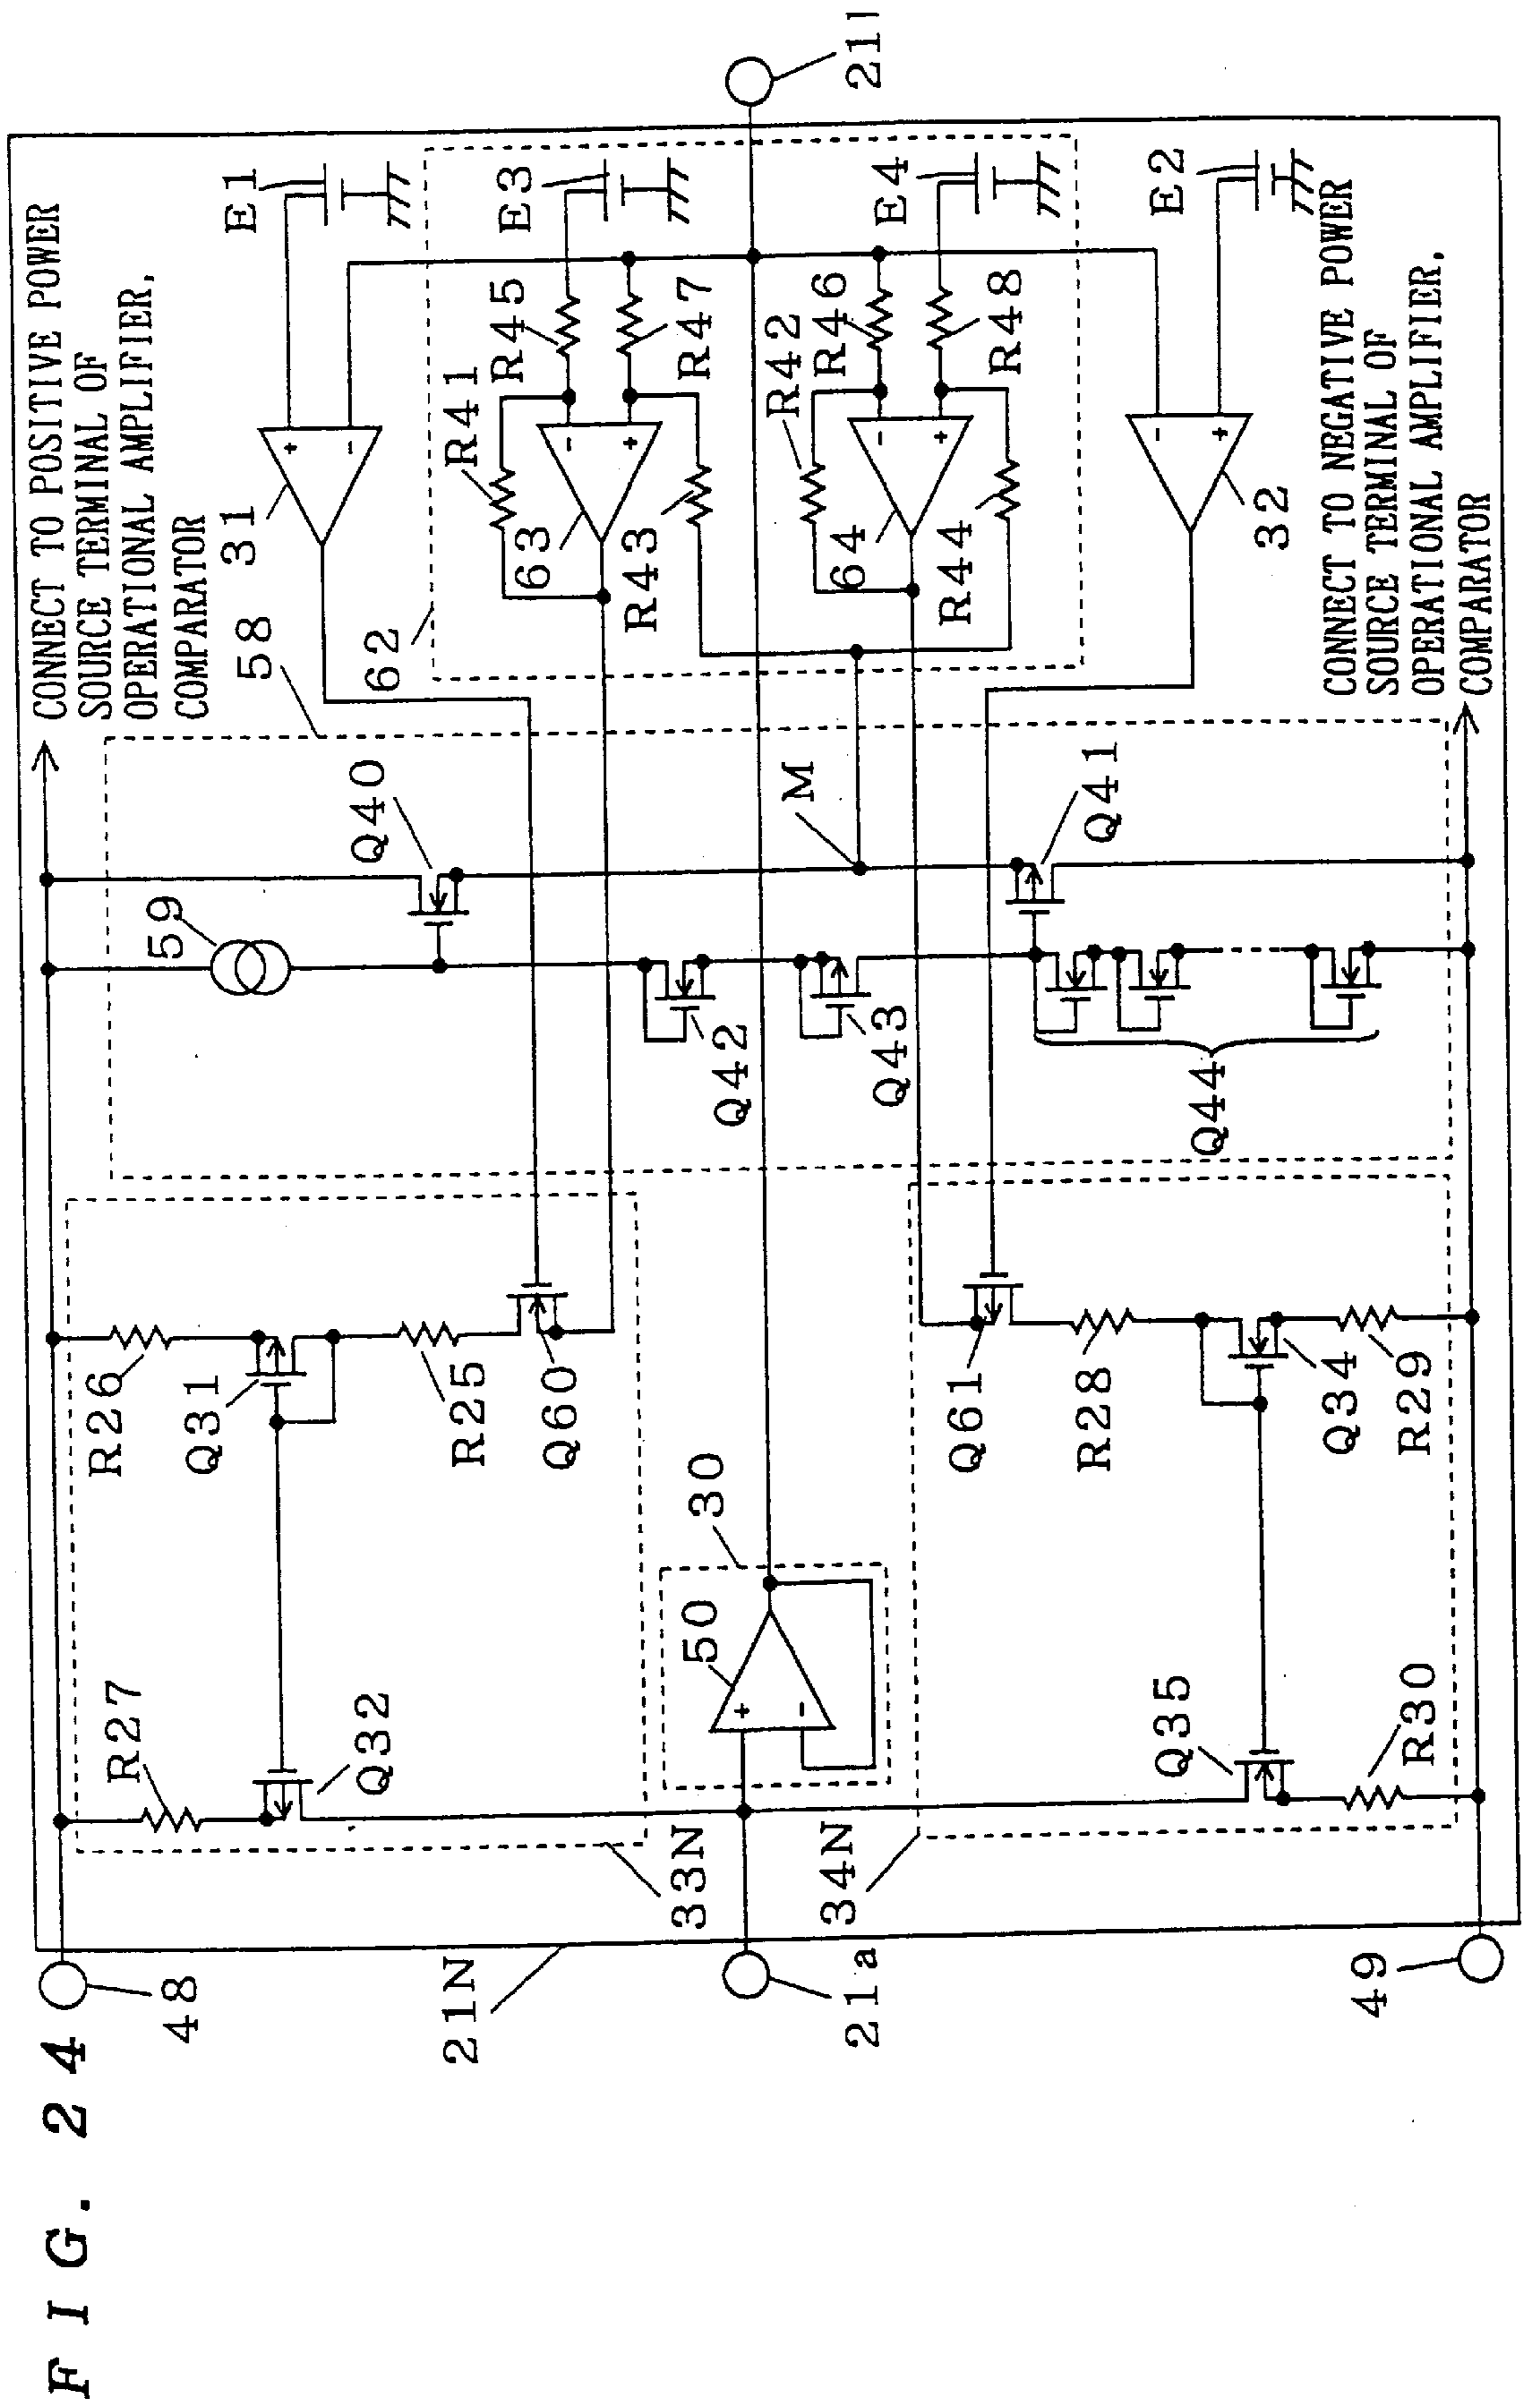 FIG. 24
CONNECT TO POSITIVE POWER
SOURCE TERMINAL OF
OPERATIONAL AMPLIFIER,
COMPARATOR
48
R27
R26
59
58
31
E1
Q31
Q32
Q40
62
R41
R45
E3
R25
Q60
63
+
-
-
+
R43
R47
21N
33N
50
30
+
-
Q42
M
R42
R46
E4
-
+
64
21a
34N
Q43
R44
R48
Q61
R28
Q41
Q35
Q44
-
+
32
E2
Q34
R30
R29
49
CONNECT TO NEGATIVE POWER
SOURCE TERMINAL OF
OPERATIONAL AMPLIFIER,
COMPARATOR